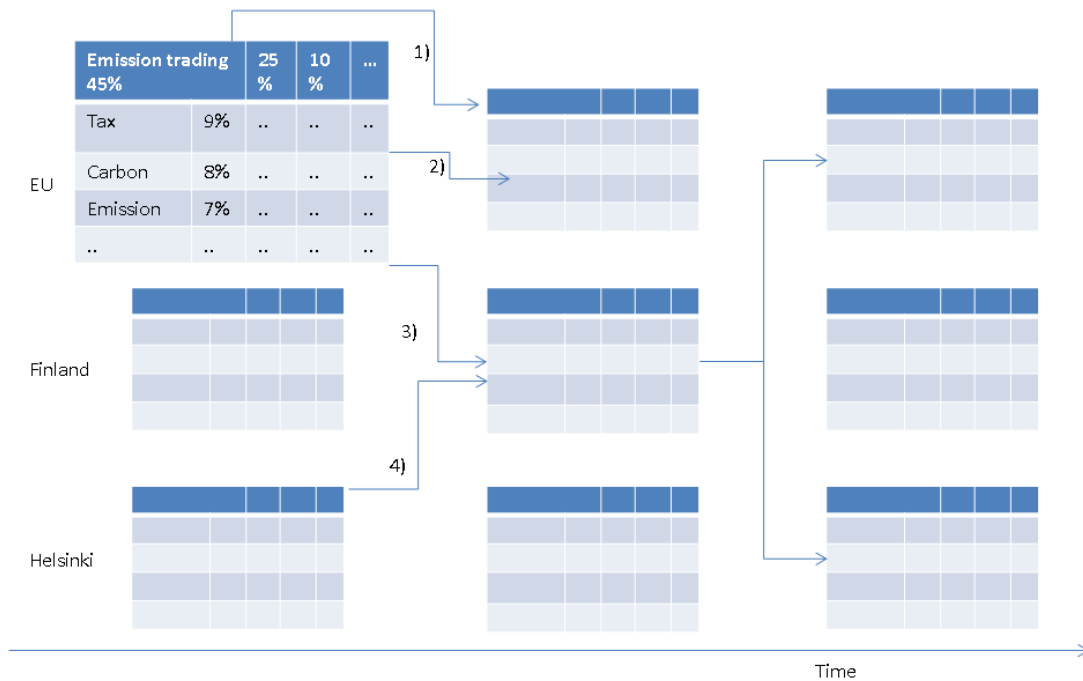 1)
Emission trading 25 10 ...
45% % %
Tax 9% .. .. ..
2)
Carbon 8% .. .. ..
EU
Emission 7% .. .. ..
.. .. .. .. ..
3)
Finland
4)
Helsinki
Time